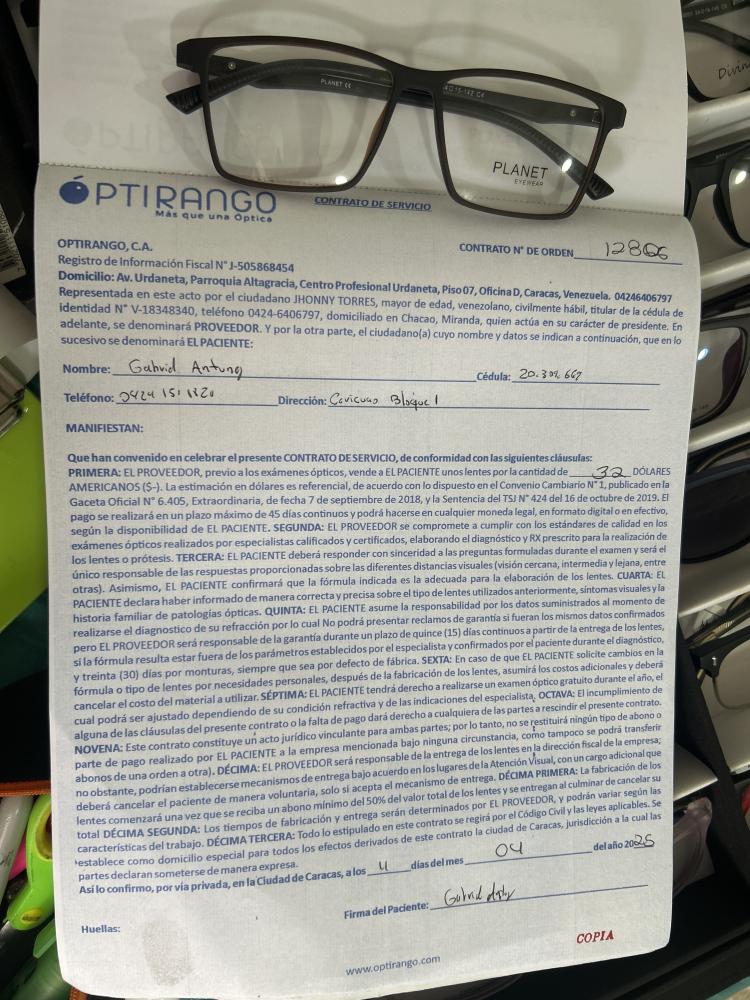 PLANET CE
PLANET
EYEWEAR
Divin
ÓPTIRANGO
Más que una Óptica
CONTRATO DE SERVICIO
OPTIRANGO, C.A.
CONTRATO N° DE ORDEN 12806
Registro de Información Fiscal N° J-505868454
Domicilio: Av. Urdaneta, Parroquia Altagracia, Centro Profesional Urdaneta, Piso 07, Oficina D, Caracas, Venezuela. 04246406797
Representada en este acto por el ciudadano JHONNY TORRES, mayor de edad, venezolano, civilmente hábil, titular de la cédula de
identidad N° V-18348340, teléfono 0424-6406797, domiciliado en Chacao, Miranda, quien actúa en su carácter de presidente. En
adelante, se denominará PROVEEDOR. Y por la otra parte, el ciudadano(a) cuyo nombre y datos se indican a continuación, que en lo
sucesivo se denominará EL PACIENTE:
Nombre: Gabriel Cédula: 20.304.667
Teléfono: 0424 151 1320 Dirección: Caricuao Bloque 1
MANIFIESTAN:
Que han convenido en celebrar el presente CONTRATO DE SERVICIO, de conformidad con las siguientes cláusulas:
PRIMERA: EL PROVEEDOR, previo a los exámenes ópticos, vende a EL PACIENTE unos lentes por la cantidad de 32 DÓLARES
AMERICANOS ($-). La estimación en dólares es referencial, de acuerdo con lo dispuesto en el Convenio Cambiario N° 1, publicado en la
Gaceta Oficial N° 6.405, Extraordinaria, de fecha 7 de septiembre de 2018, y la Sentencia del TSJ N° 424 del 16 de octubre de 2019. El
pago se realizará en un plazo máximo de 45 días continuos y podrá hacerse en cualquier moneda legal, en formato digital o en efectivo,
según la disponibilidad de EL PACIENTE. SEGUNDA: EL PROVEEDOR se compromete a cumplir con los estándares de calidad en los
exámenes ópticos realizados por especialistas calificados y certificados, elaborando el diagnóstico y RX prescrito para la realización de
los lentes o prótesis. TERCERA: EL PACIENTE deberá responder con sinceridad a las preguntas formuladas durante el examen y será el
único responsable de las respuestas proporcionadas sobre las diferentes distancias visuales (visión cercana, intermedia y lejana, entre
otras). Asimismo, EL PACIENTE confirmará que la fórmula indicada es la adecuada para la elaboración de los lentes. CUARTA: EL
PACIENTE declara haber informado de manera correcta y precisa sobre el tipo de lentes utilizados anteriormente, síntomas visuales y la
historia familiar de patologías ópticas. QUINTA: EL PACIENTE asume la responsabilidad por los datos suministrados al momento de
realizarse el diagnostico de su refracción por lo cual No podrá presentar reclamos de garantía si fueran los mismos datos confirmados
pero EL PROVEEDOR será responsable de la garantía durante un plazo de quince (15) días continuos a partir de la entrega de los lentes,
si la fórmula resulta estar fuera de los parámetros establecidos por el especialista y confirmados por el paciente durante el diagnóstico,
y treinta (30) días por monturas, siempre que sea por defecto de fábrica. SEXTA: En caso de que EL PACIENTE solicite cambios en la
fórmula o tipo de lentes por necesidades personales, después de la fabricación de los lentes, asumirá los costos adicionales y deberá
cancelar el costo del material a utilizar. SÉPTIMA: EL PACIENTE tendrá derecho a realizarse un examen óptico gratuito durante el año, el
cual podrá ser ajustado dependiendo de su condición refractiva y de las indicaciones del especialista. OCTAVA: El incumplimiento de
alguna de las cláusulas del presente contrato o la falta de pago dará derecho a cualquiera de las partes a rescindir el presente contrato.
NOVENA: Este contrato constituye un acto jurídico vinculante para ambas partes; por lo tanto, no se restituirá ningún tipo de abono o
parte de pago realizado por EL PACIENTE a la empresa mencionada bajo ninguna circunstancia, como tampoco se podrá transferir
abonos de una orden a otra). DÉCIMA: EL PROVEEDOR será responsable de la entrega de los lentes en la dirección fiscal de la empresa;
no obstante, podrían establecerse mecanismos de entrega bajo acuerdo en los lugares de la Atención Visual, con un cargo adicional que
deberá cancelar el paciente de manera voluntaria, solo si acepta el mecanismo de entrega. DÉCIMA PRIMERA: La fabricación de los
lentes comenzará una vez que se reciba un abono mínimo del 50% del valor total de los lentes y se entregan al culminar de cancelar su
total DÉCIMA SEGUNDA: Los tiempos de fabricación y entrega serán determinados por EL PROVEEDOR, y podrán variar según las
características del trabajo. DÉCIMA TERCERA: Todo lo estipulado en este contrato se regirá por el Código Civil y las leyes aplicables. Se
establece como domicilio especial para todos los efectos derivados de este contrato la ciudad de Caracas, jurisdicción a la cual las
partes declaran someterse de manera expresa.
Así lo confirmo, por vía privada, en la Ciudad de Caracas, a los 4 días del mes 04 del año 2025
Firma del Paciente: Gabriel
Huellas:
COPIA
www.optirango.com